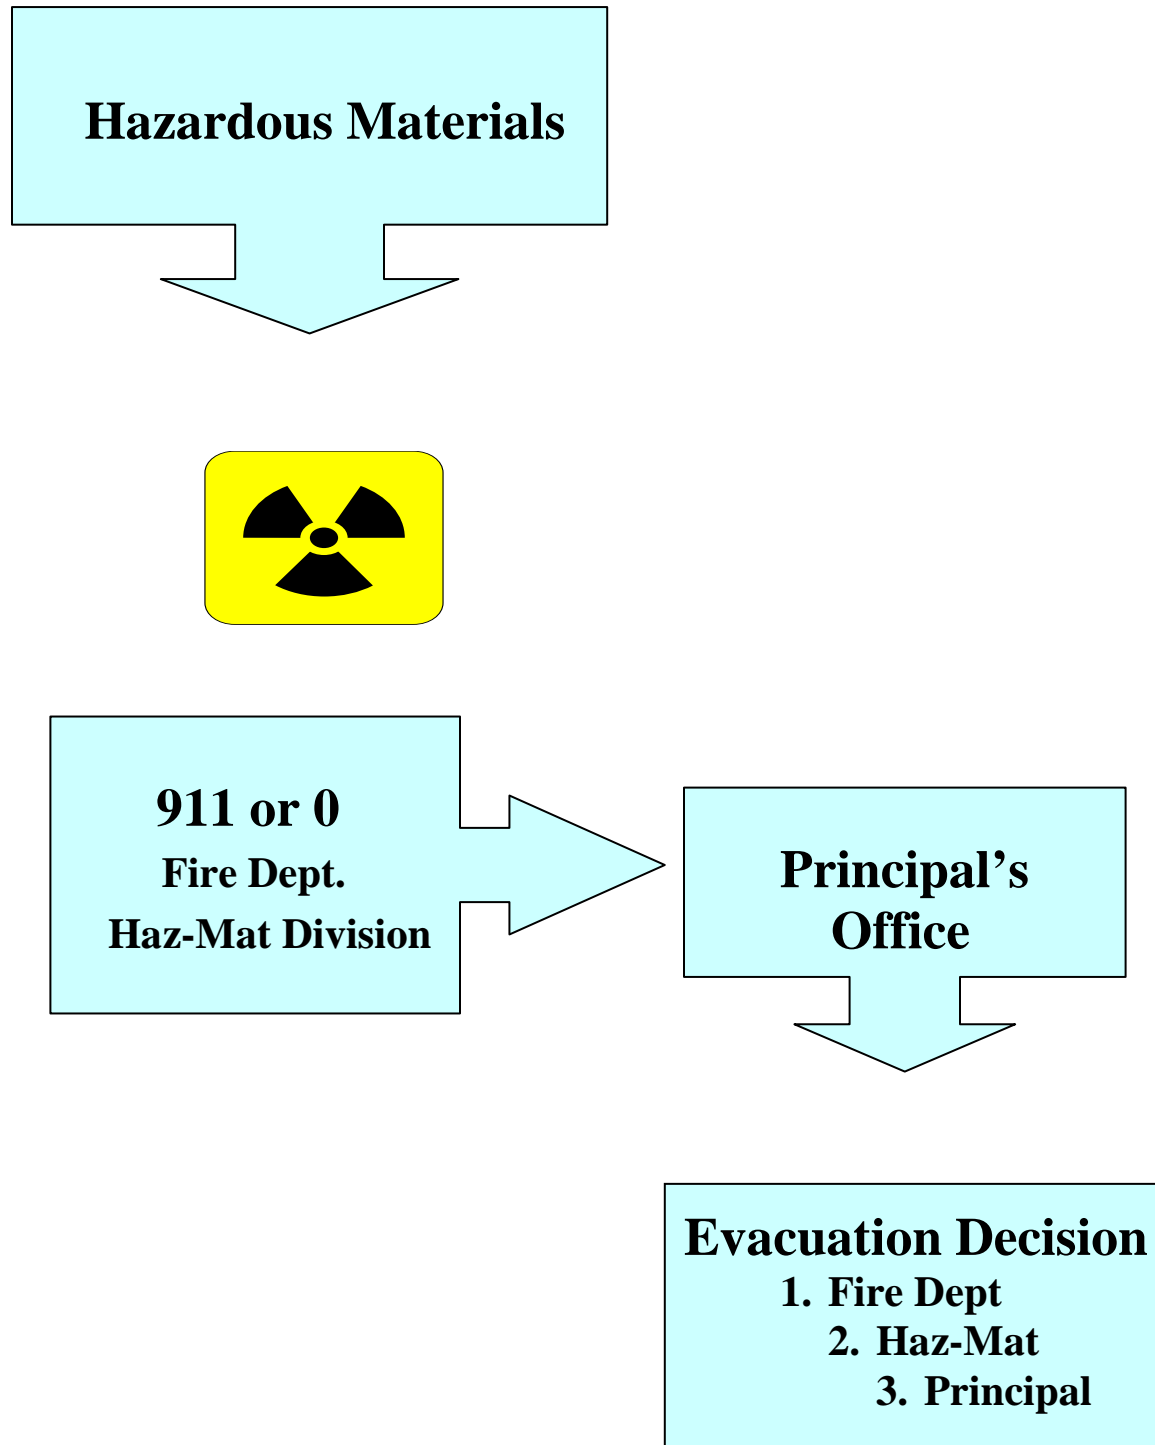 Hazardous Materials
911 or 0
Fire Dept.
Haz-Mat Division
Principal’s
Office
Evacuation Decision
1. Fire Dept
2. Haz-Mat
3. Principal